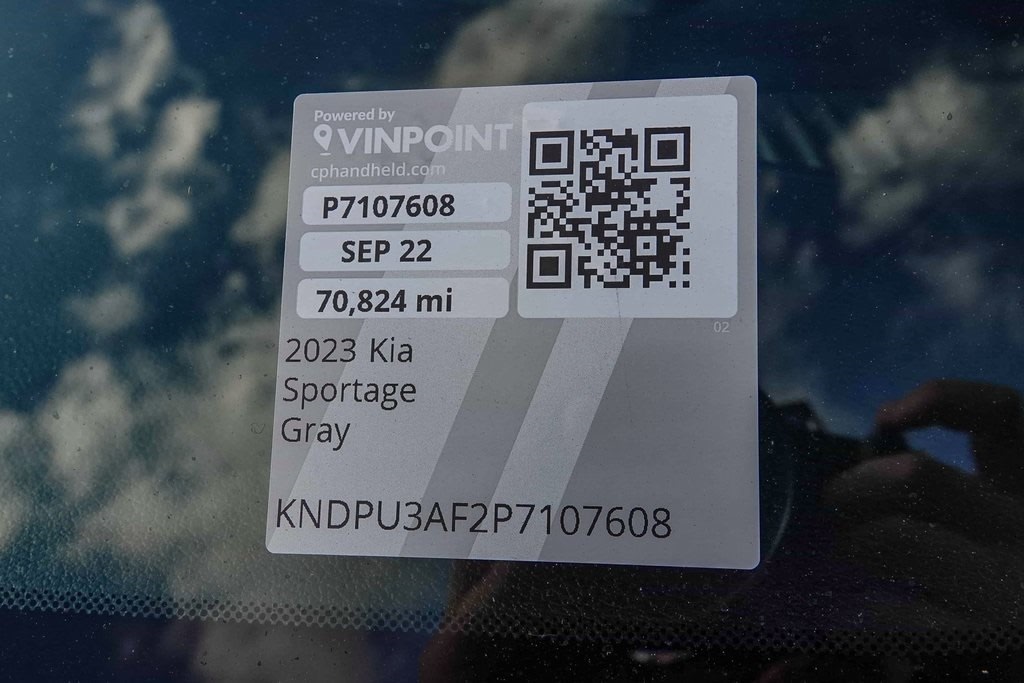 Powered by
VINPOINT
cphandheld.com
P7107608
SEP 22
70,824 mi
02
2023 Kia
Sportage
Gray
KNDPU3AF2P7107608